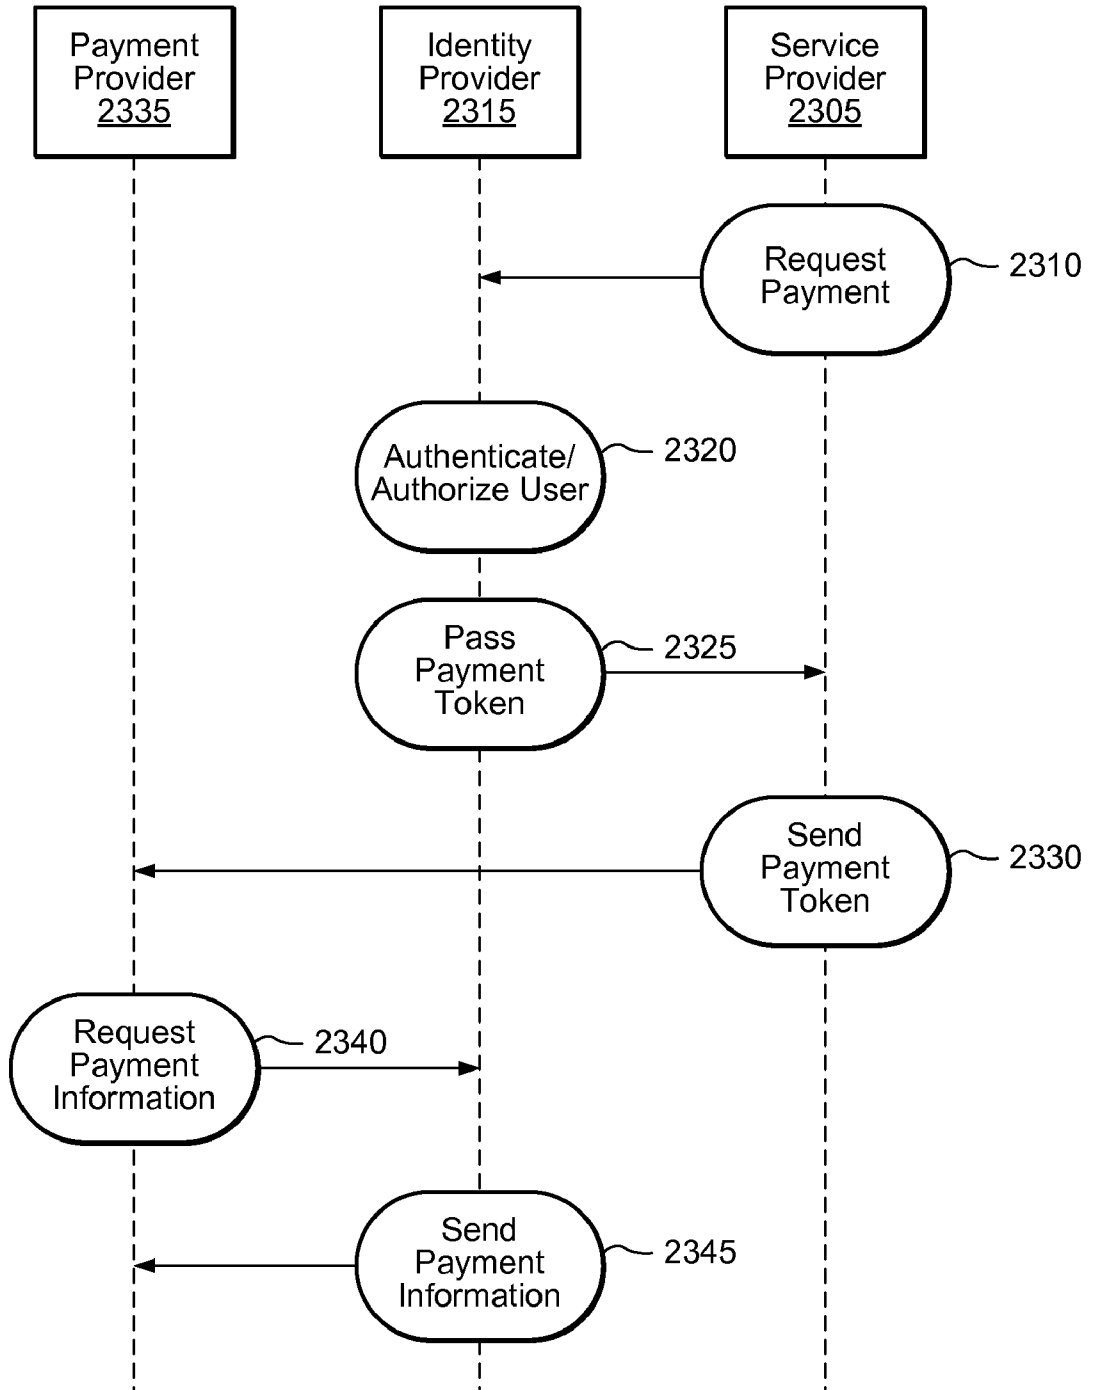 Payment
Provider
2335
Identity
Provider
2315
Service
Provider
2305
Request
Payment
2310
Authenticate/
Authorize User
2320
Pass
Payment
Token
2325
Send
Payment
Token
2330
Request
Payment
Information
2340
Send
Payment
Information
2345